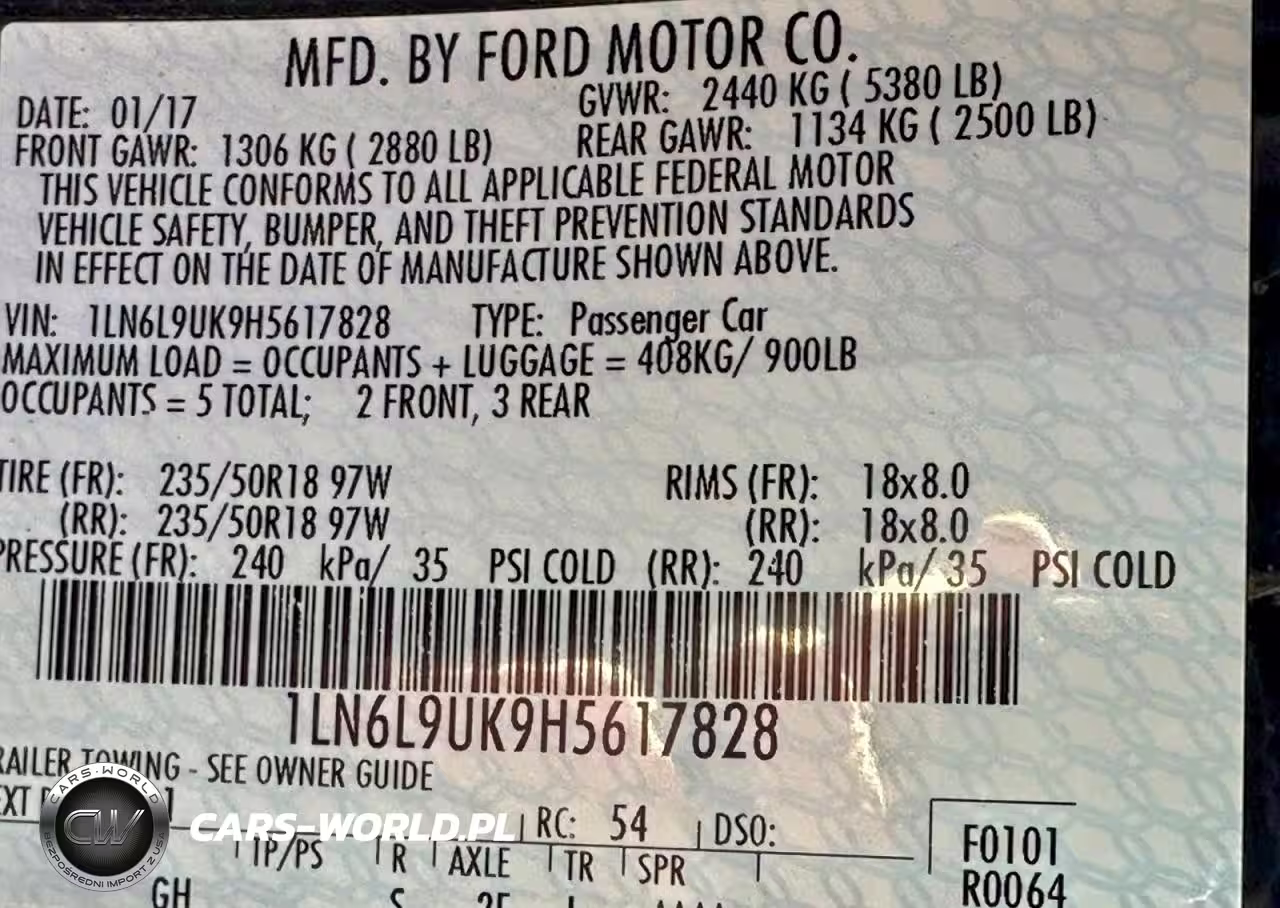 MFD. BY FORD MOTOR CO.
DATE: 01/17 GVWR: 2440 KG ( 5380 LB)
FRONT GAWR: 1306 KG ( 2880 LB) REAR GAWR: 1134 KG ( 2500 LB)
THIS VEHICLE CONFORMS TO ALL APPLICABLE FEDERAL MOTOR
VEHICLE SAFETY, BUMPER, AND THEFT PREVENTION STANDARDS
IN EFFECT ON THE DATE OF MANUFACTURE SHOWN ABOVE.
VIN: 1LN6L9UK9H5617828 TYPE: Passenger Car
MAXIMUM LOAD = OCCUPANTS + LUGGAGE = 408KG/ 900LB
OCCUPANTS = 5 TOTAL; 2 FRONT, 3 REAR
TIRE (FR): 235/50R18 97W RIMS (FR): 18x8.0
(RR): 235/50R18 97W (RR): 18x8.0
PRESSURE (FR): 240 kPa/ 35 PSI COLD (RR): 240 kPa/ 35 PSI COLD
1LN6L9UK9H5617828
RAILER TOWING - SEE OWNER GUIDE
RC: 54 DSO:
F0101
IP/PS R AXLE TR SPR
R0064
GH
CARS-WORLD
CW
BEZPOŚREDNI IMPORT Z USA
CARS-WORLD.PL